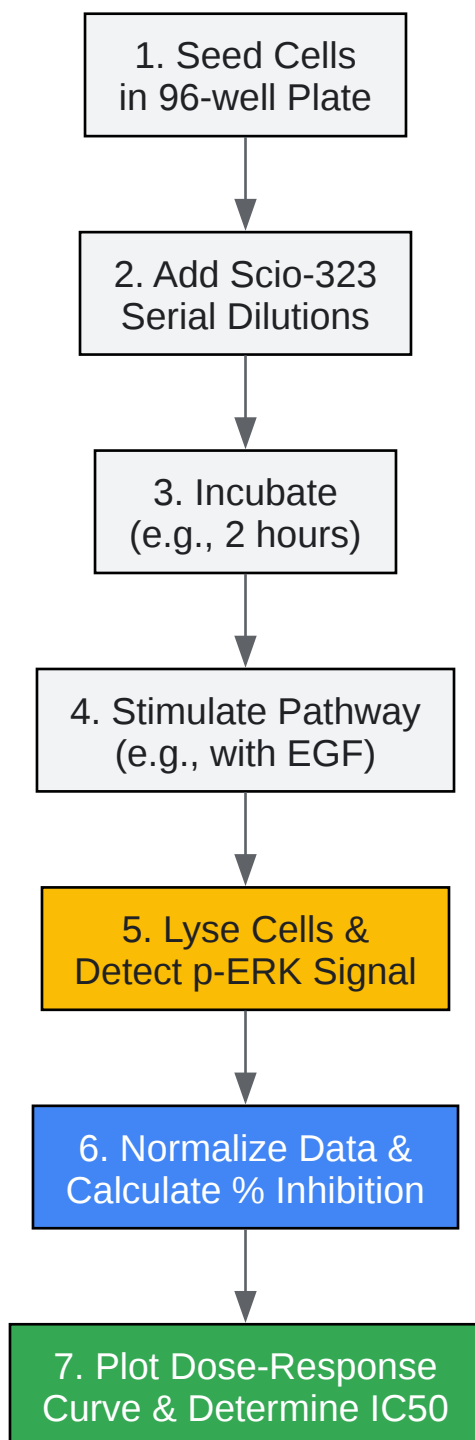 1. Seed Cells
in 96-well Plate
2. Add Scio-323
Serial Dilutions
3. Incubate
(e.g., 2 hours)
4. Stimulate Pathway
(e.g., with EGF)
5. Lyse Cells &
Detect p-ERK Signal
6. Normalize Data &
Calculate % Inhibition
7. Plot Dose-Response
Curve & Determine IC50